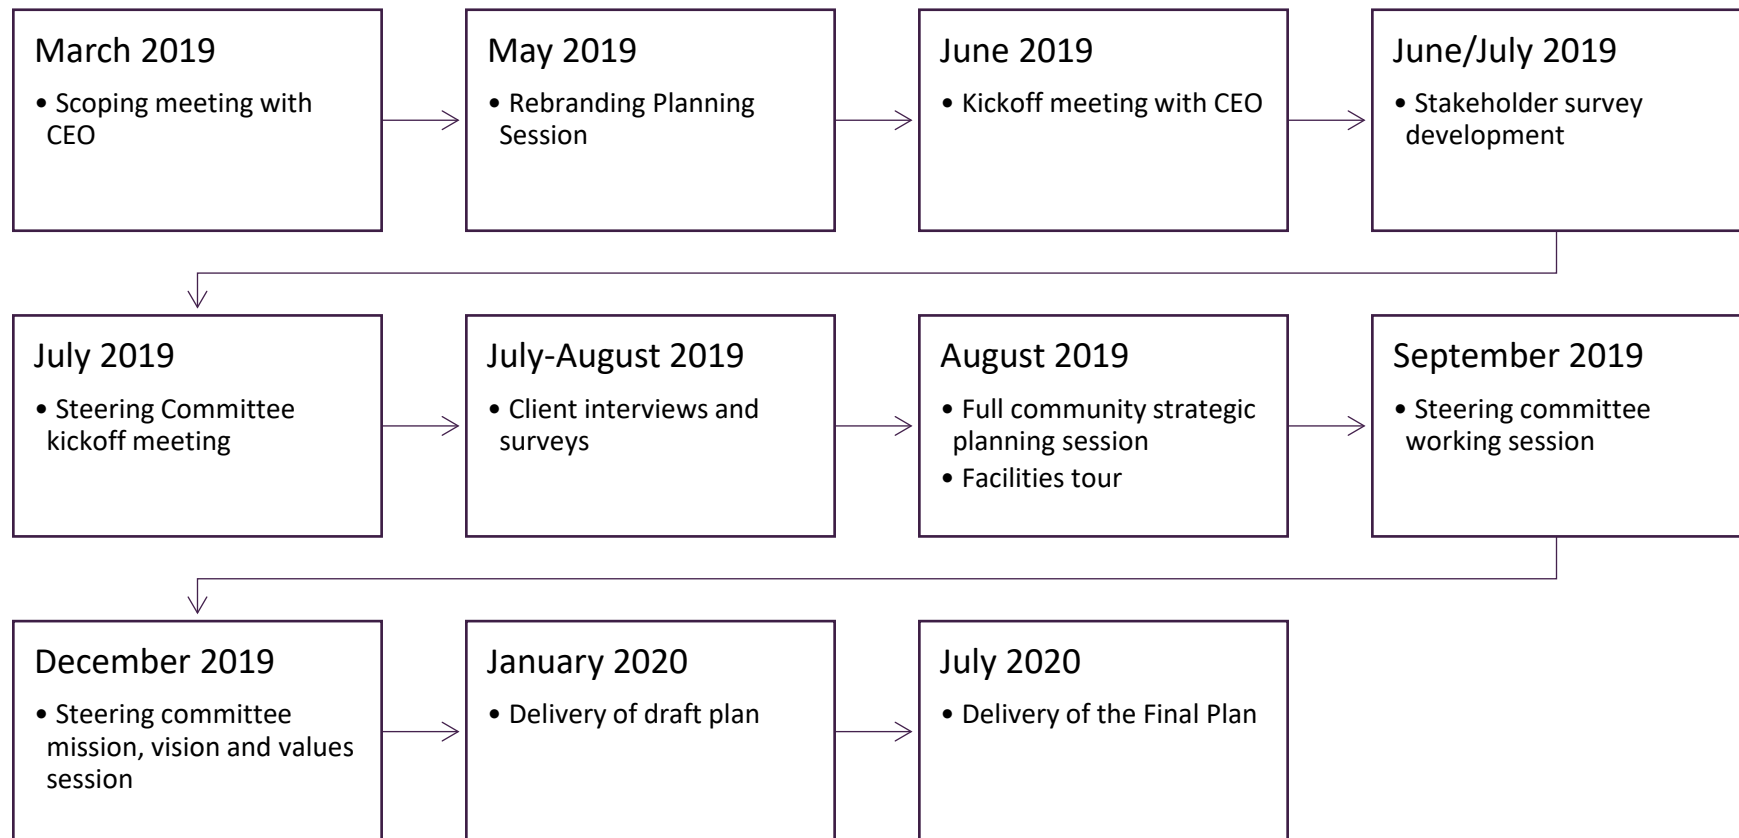 March 2019
• Scoping meeting with
CEO
May 2019
• Rebranding Planning
Session
June 2019
• Kickoff meeting with CEO
June/July 2019
• Stakeholder survey
development
July 2019
• Steering Committee
kickoff meeting
July-August 2019
• Client interviews and
surveys
August 2019
• Full community strategic
planning session
• Facilities tour
September 2019
• Steering committee
working session
December 2019
• Steering committee
mission, vision and values
session
January 2020
• Delivery of draft plan
July 2020
• Delivery of the Final Plan